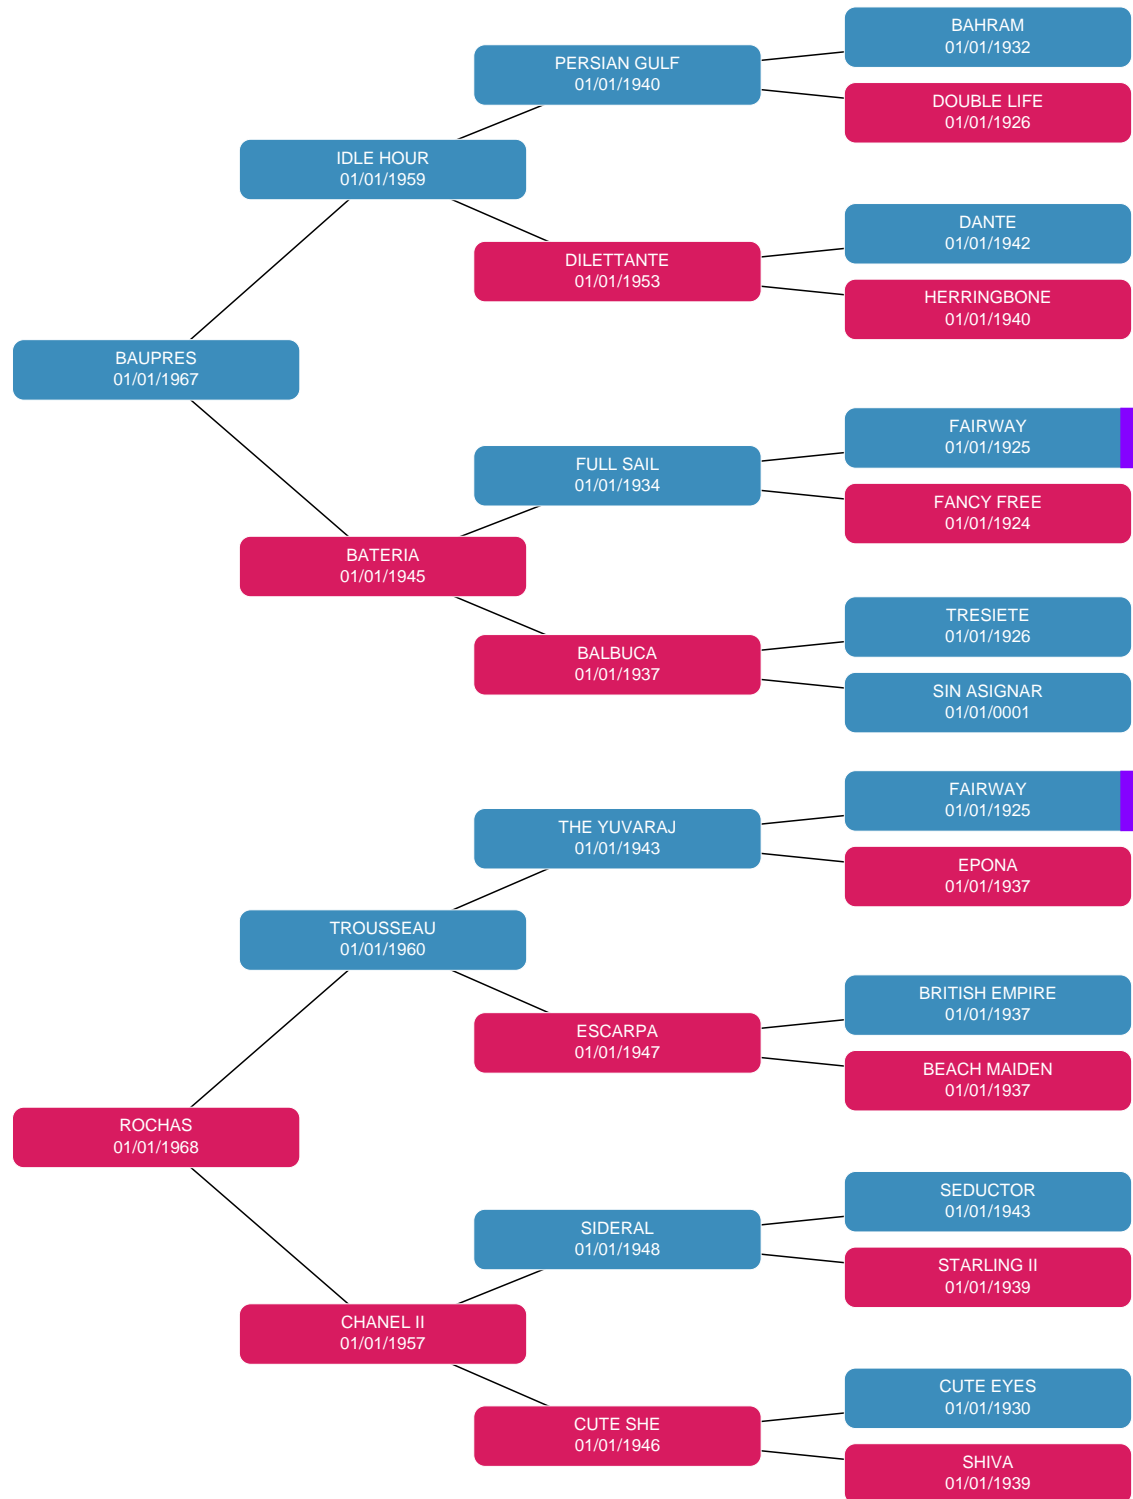 BAHRAM
01/01/1932
PERSIAN GULF
01/01/1940
DOUBLE LIFE
01/01/1926
IDLE HOUR
01/01/1959
DANTE
01/01/1942
DILETTANTE
01/01/1953
HERRINGBONE
01/01/1940
BAUPRES
01/01/1967
FAIRWAY
01/01/1925
FULL SAIL
01/01/1934
FANCY FREE
01/01/1924
BATERIA
01/01/1945
TRESIETE
01/01/1926
BALBUCA
01/01/1937
SIN ASIGNAR
01/01/0001
FAIRWAY
01/01/1925
THE YUVARAJ
01/01/1943
EPONA
01/01/1937
TROUSSEAU
01/01/1960
BRITISH EMPIRE
01/01/1937
ESCARPA
01/01/1947
BEACH MAIDEN
01/01/1937
ROCHAS
01/01/1968
SEDUCTOR
01/01/1943
SIDERAL
01/01/1948
STARLING II
01/01/1939
CHANEL II
01/01/1957
CUTE EYES
01/01/1930
CUTE SHE
01/01/1946
SHIVA
01/01/1939